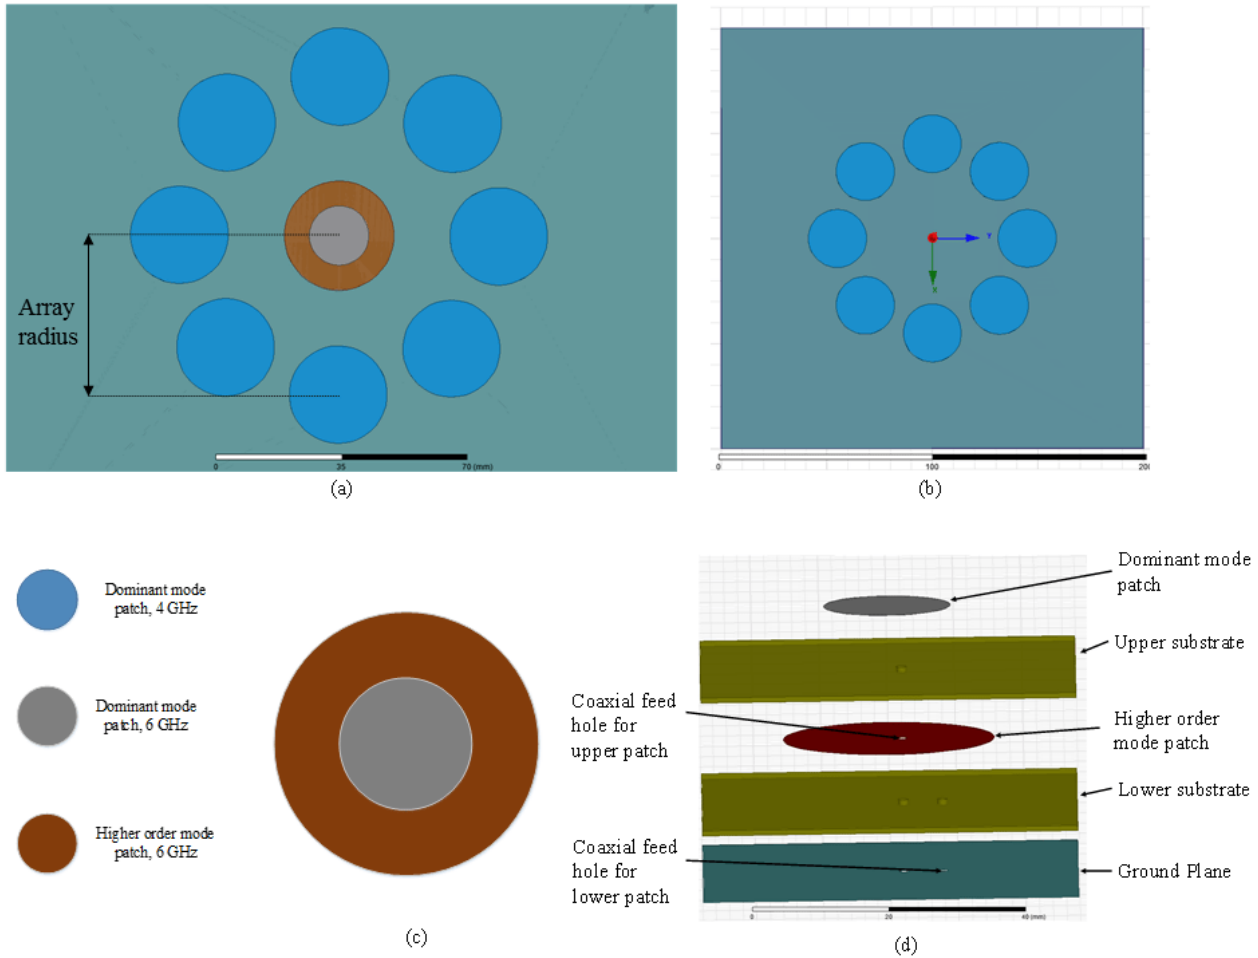 Array
radius
0
35
70 (mm)
(a)
Y
X
0
100
200
(b)
Dominant mode
patch, 4 GHz
Dominant mode
patch, 6 GHz
Higher order mode
patch, 6 GHz
(c)
Dominant mode
patch
Upper substrate
Coaxial feed
hole for
upper patch
Higher order
mode patch
Lower substrate
Coaxial feed
hole for
lower patch
Ground Plane
0
20
40 (mm)
(d)